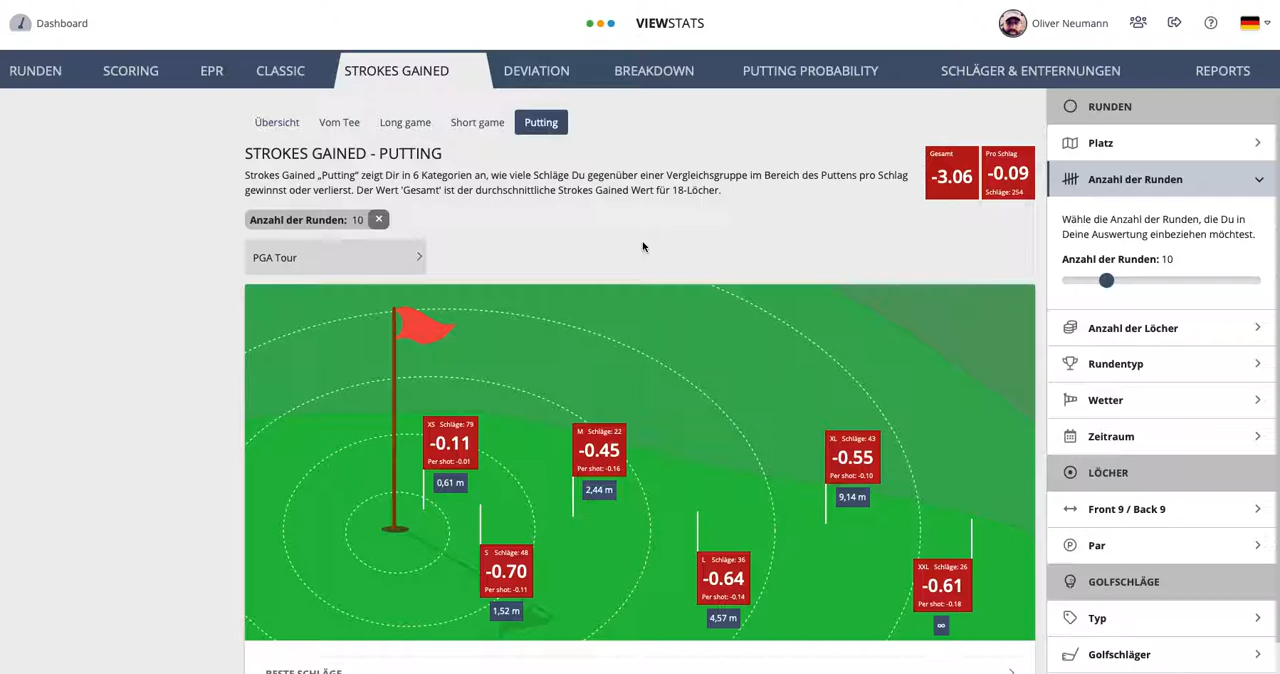 Dashboard
VIEWSTATS
Oliver Neumann
RUNDEN SCORING EPR CLASSIC STROKES GAINED DEVIATION BREAKDOWN PUTTING PROBABILITY SCHLÄGER & ENTFERNUNGEN REPORTS
Übersicht Vom Tee Long game Short game Putting
STROKES GAINED - PUTTING
Strokes Gained „Putting" zeigt Dir in 6 Kategorien an, wie viele Schläge Du gegenüber einer Vergleichsgruppe im Bereich des Puttens pro Schlag
gewinnst oder verlierst. Der Wert 'Gesamt' ist der durchschnittliche Strokes Gained Wert für 18-Löcher.
Gesamt
-3.06
Pro Schlag
-0.09
Schläge: 254
Anzahl der Runden: 10
PGA Tour
XS Schläge: 79
-0.11
Per shot: -0.01
0,61 m
S Schläge: 48
-0.70
Per shot: -0.11
1,52 m
M Schläge: 22
-0.45
Per shot: -0.16
2,44 m
L Schläge: 36
-0.64
Per shot: -0.14
4,57 m
XL Schläge: 43
-0.55
Per shot: -0.10
9,14 m
XXL Schläge: 26
-0.61
Per shot: -0.18
∞
BESTE SCHLÄGE
RUNDEN
Platz
Anzahl der Runden
Wähle die Anzahl der Runden, die Du in
Deine Auswertung einbeziehen möchtest.
Anzahl der Runden: 10
Anzahl der Löcher
Rundentyp
Wetter
Zeitraum
LÖCHER
Front 9 / Back 9
Par
GOLFSCHLÄGE
Typ
Golfschläger